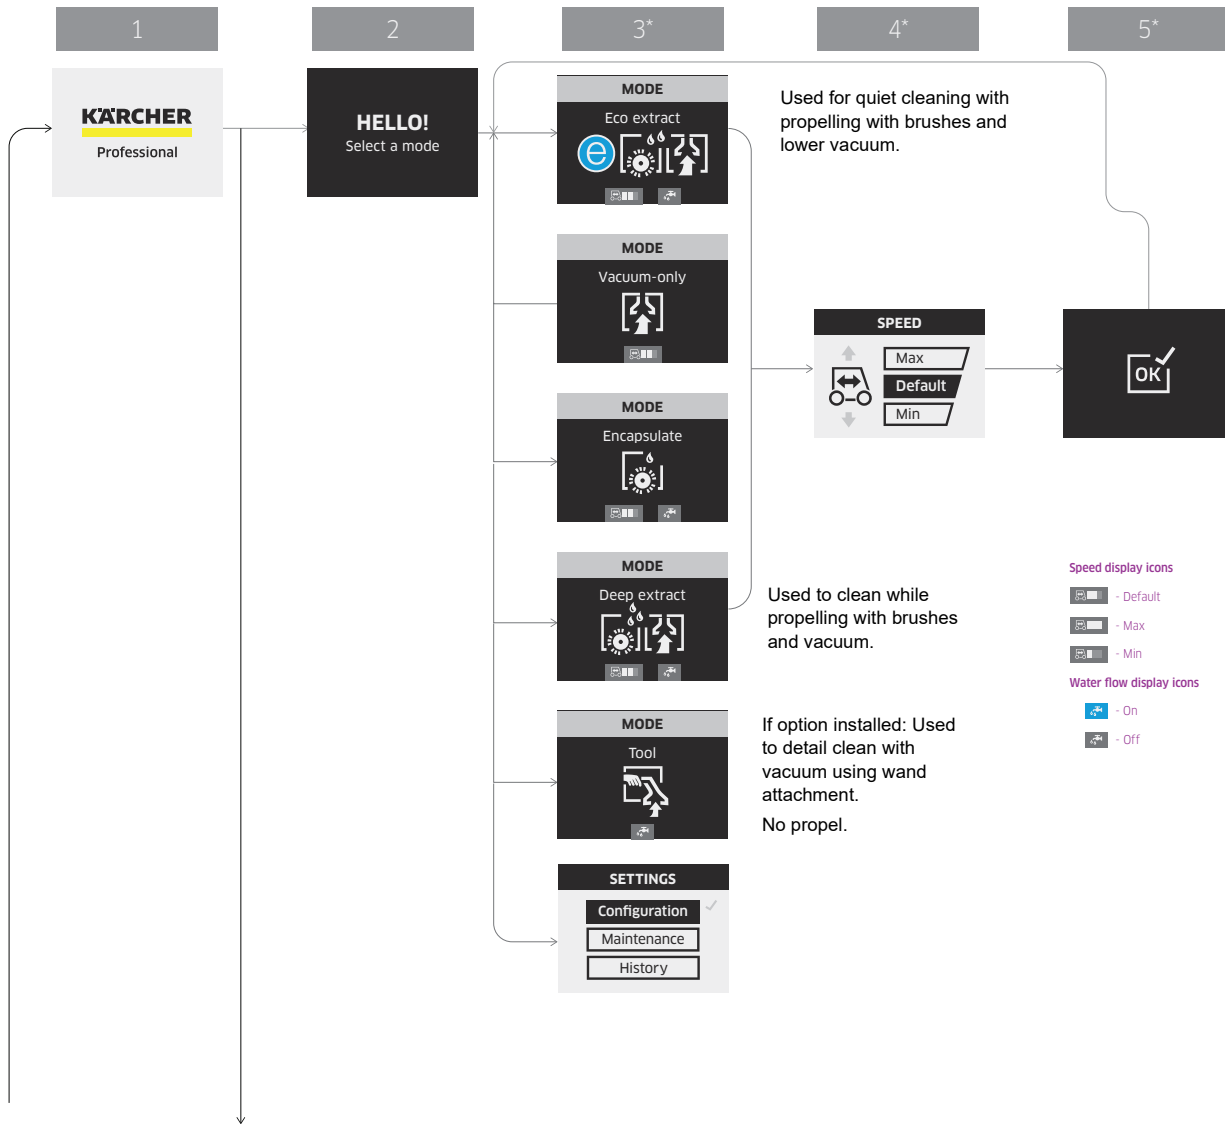 1
2
3*
4*
5*
KÄRCHER
Professional
HELLO!
Select a mode
MODE
Eco extract
e
Used for quiet cleaning with
propelling with brushes and
lower vacuum.
MODE
Vacuum-only
SPEED
Max
Default
Min
OK
MODE
Encapsulate
MODE
Deep extract
Used to clean while
propelling with brushes
and vacuum.
Speed display icons
- Default
- Max
- Min
Water flow display icons
- On
- Off
MODE
Tool
If option installed: Used
to detail clean with
vacuum using wand
attachment.
No propel.
SETTINGS
Configuration
Maintenance
History